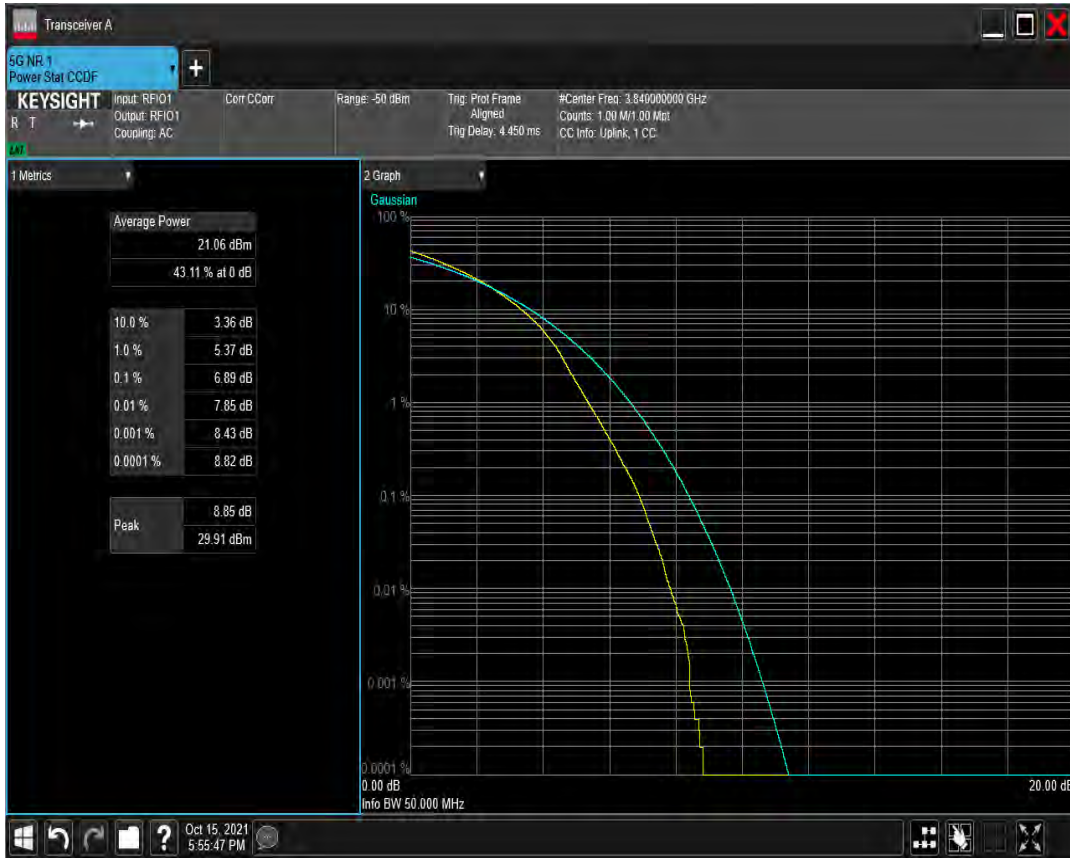 Transceiver A
5G NR 1
Power Stat CCDF
+
KEYSIGHT
R T
LXI
Input: RFIO1
Output: RFIO1
Coupling: AC
Corr CCorr
Range: -50 dBm
Trig: Prot Frame
Aligned
Trig Delay: 4.450 ms
#Center Freq: 3.840000000 GHz
Counts: 1.00 M/1.00 Mpt
CC Info: Uplink, 1 CC
1 Metrics
Average Power
21.06 dBm
43.11 % at 0 dB
10.0 % 3.36 dB
1.0 % 5.37 dB
0.1 % 6.89 dB
0.01 % 7.85 dB
0.001 % 8.43 dB
0.0001 % 8.82 dB
Peak
8.85 dB
29.91 dBm
2 Graph
Gaussian
100 %
10 %
1 %
0.1 %
0.01 %
0.001 %
0.0001 %
0.00 dB
20.00 dB
Info BW 50.000 MHz
?
Oct 15, 2021
5:55:47 PM